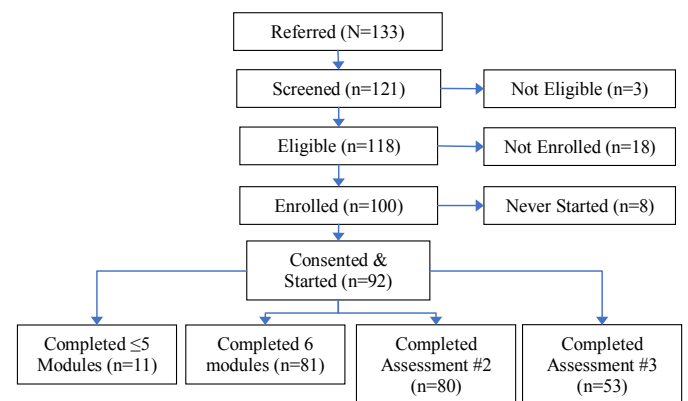 Referred (N=133)
Screened (n=121)
Not Eligible (n=3)
Eligible (n=118)
Not Enrolled (n=18)
Enrolled (n=100)
Never Started (n=8)
Consented &
Started (n=92)
Completed ≤5
Modules (n=11)
Completed 6
modules (n=81)
Completed
Assessment #2
(n=80)
Completed
Assessment #3
(n=53)